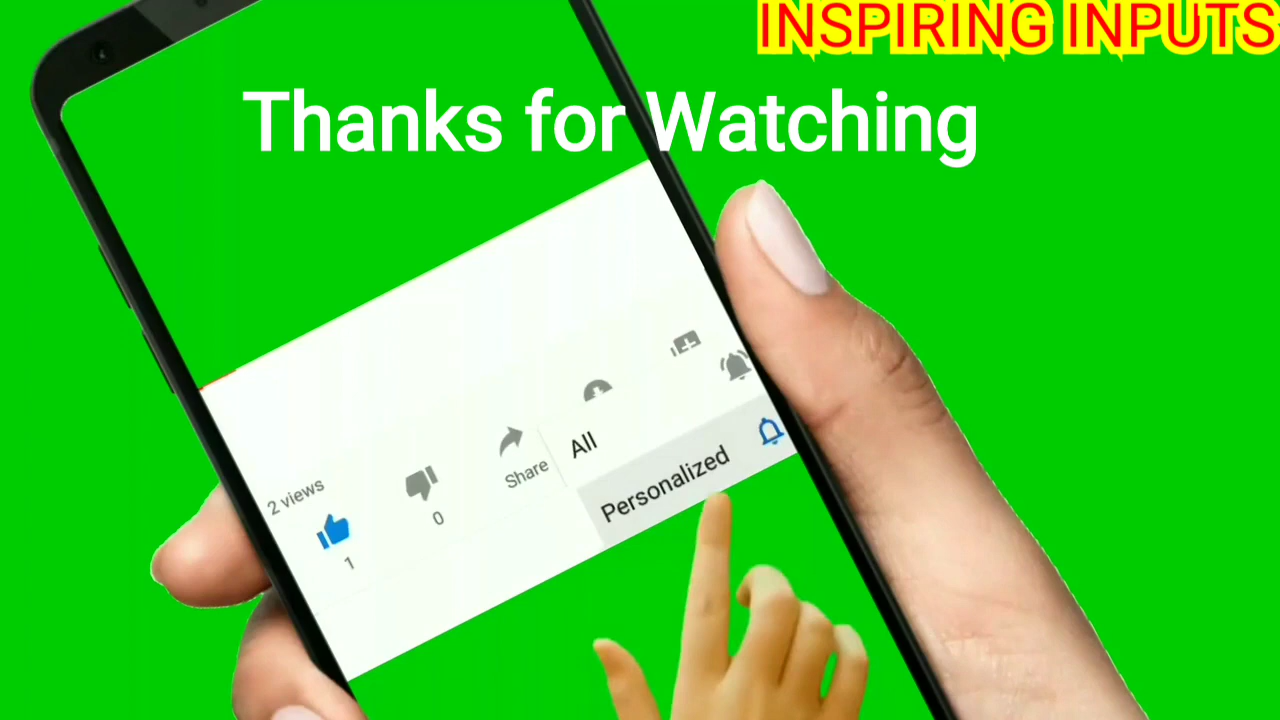 INSPIRING INPUTS
Thanks for Watching
2 views
1
0
Share
All
Personalized